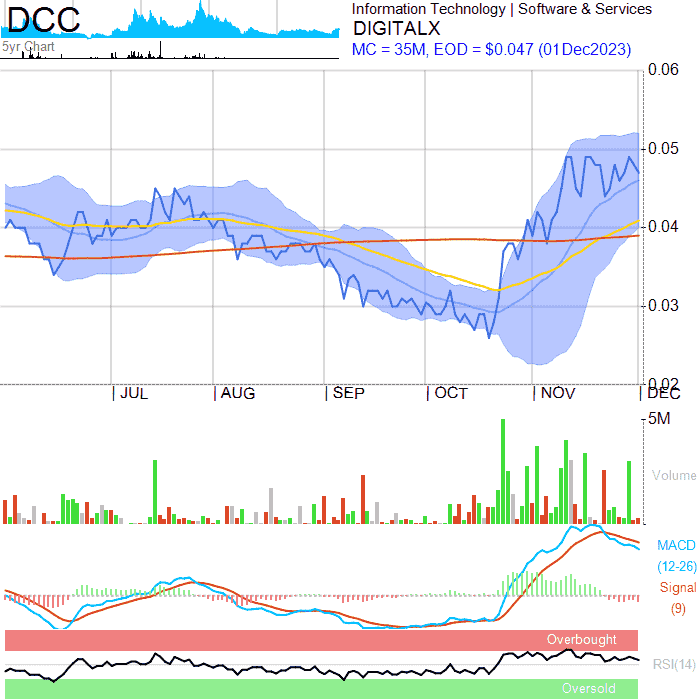 DCC
5yr Chart
Information Technology | Software & Services
DIGITALX
MC = 35M, EOD = $0.047 (01Dec2023)
0.06
0.05
0.04
0.03
0.02
JUL AUG SEP OCT NOV DEC
5M
Volume
MACD
(12-26)
Signal
(9)
Overbought
RSI(14)
Oversold